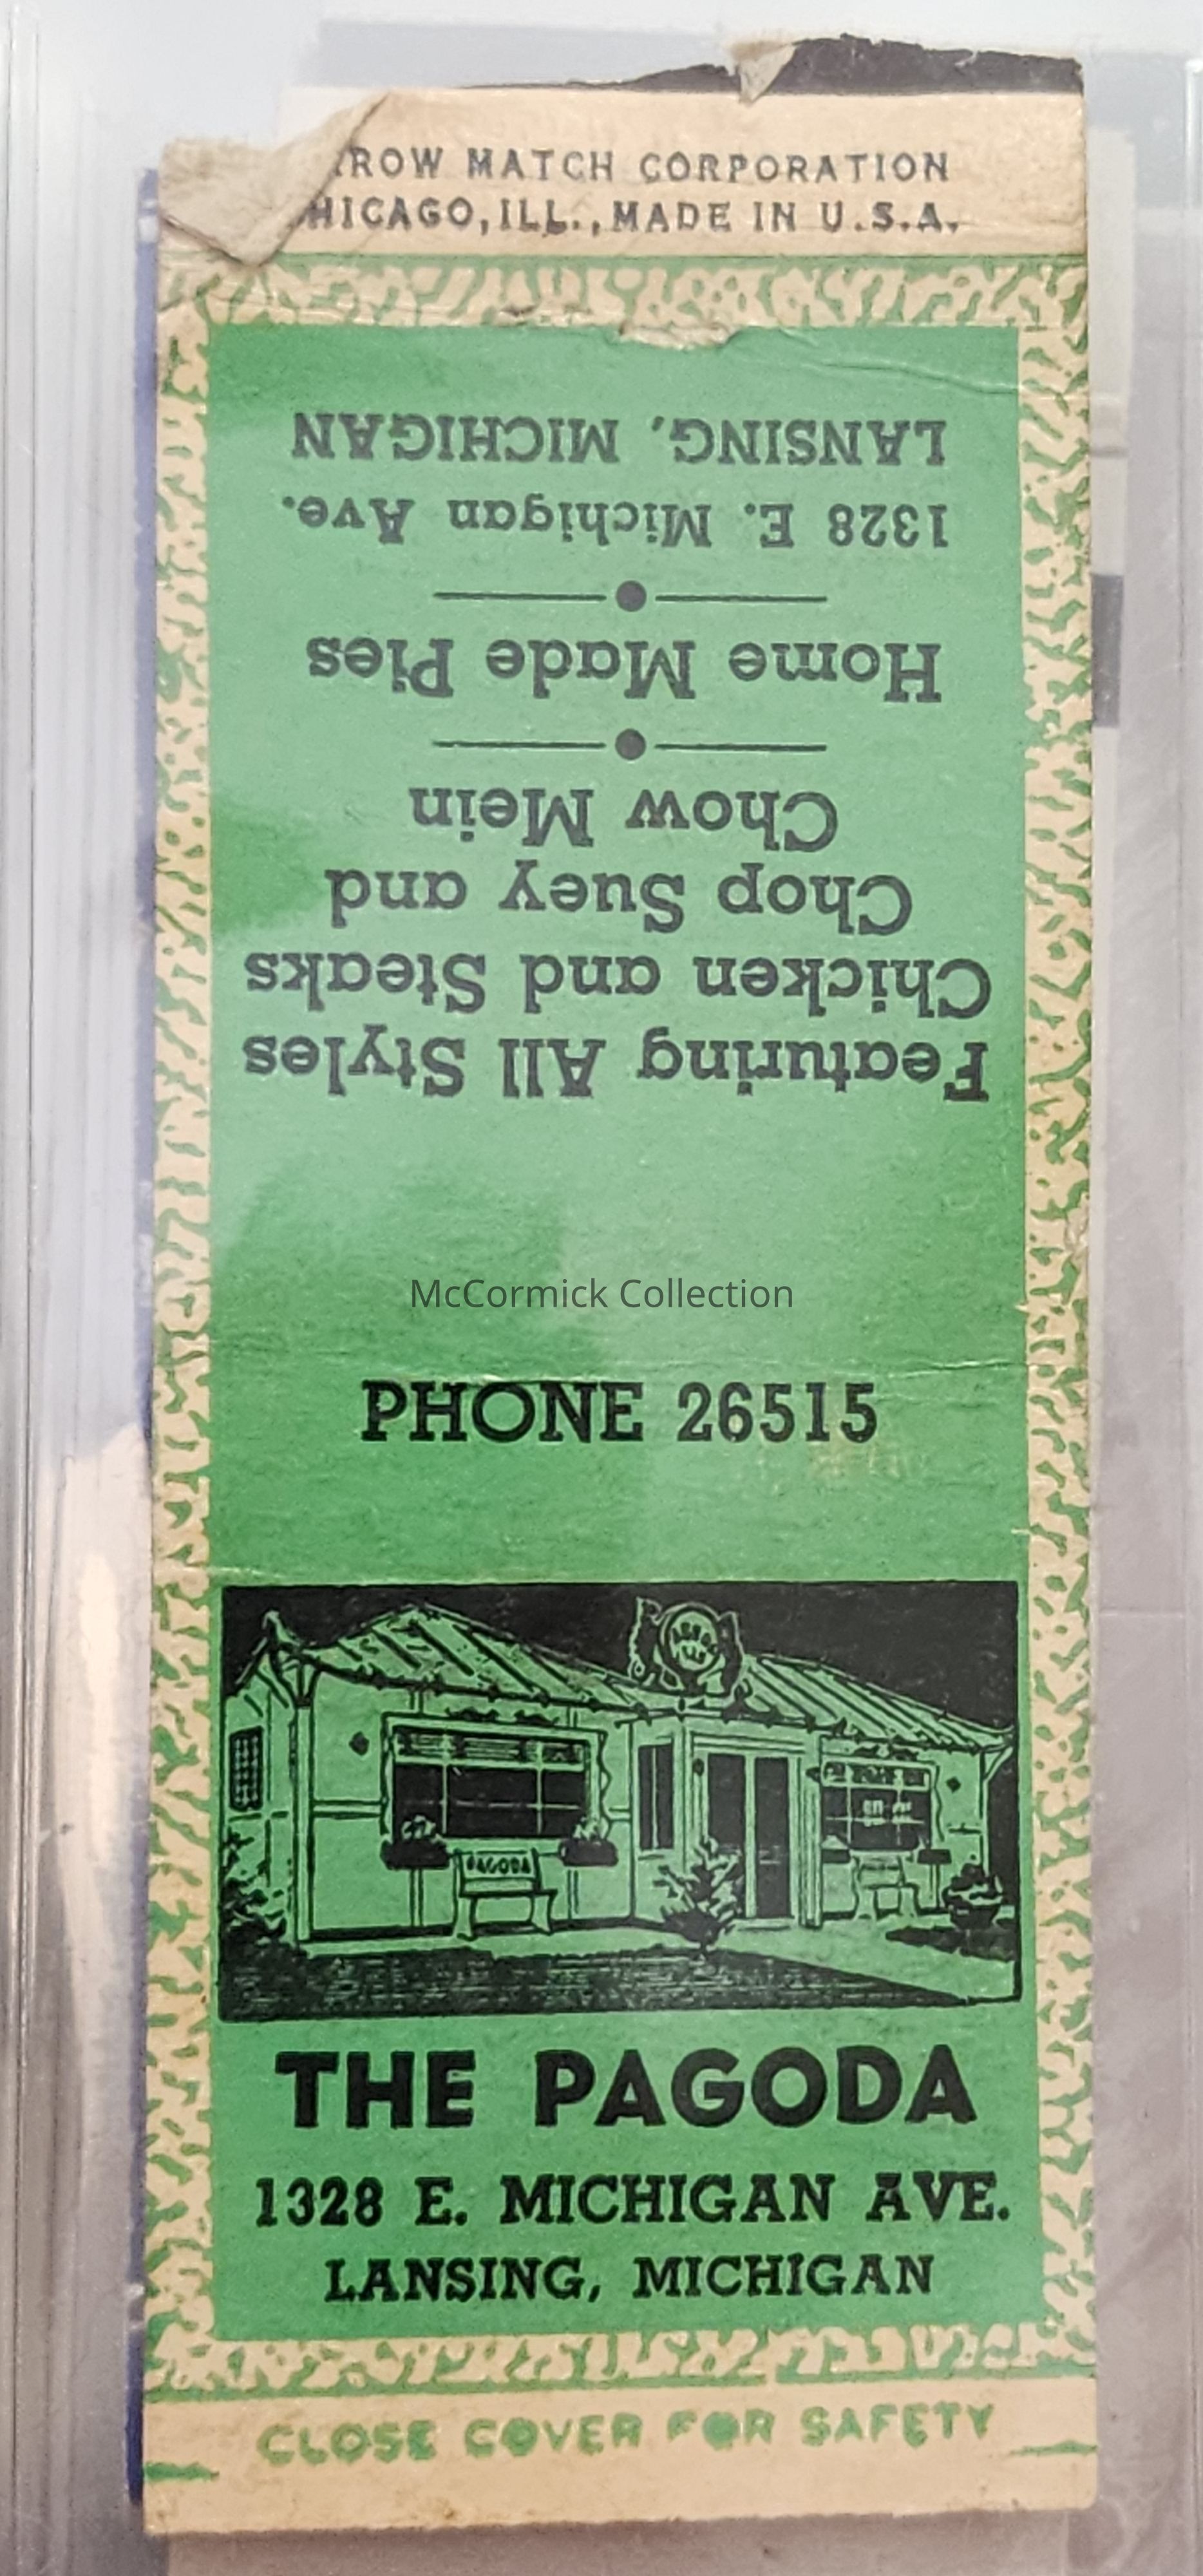 ROW MATCH CORPORATION
HICAGO, ILL., MADE IN U.S.A.
Featuring All Styles
Chicken and Steaks
Chop Suey and
Chow Mein
Home Made Pies
1328 E. Michigan Ave.
LANSING, MICHIGAN
McCormick Collection
PHONE 26515
PAGODA
THE PAGODA
1328 E. MICHIGAN AVE.
LANSING, MICHIGAN
CLOSE COVER FOR SAFETY